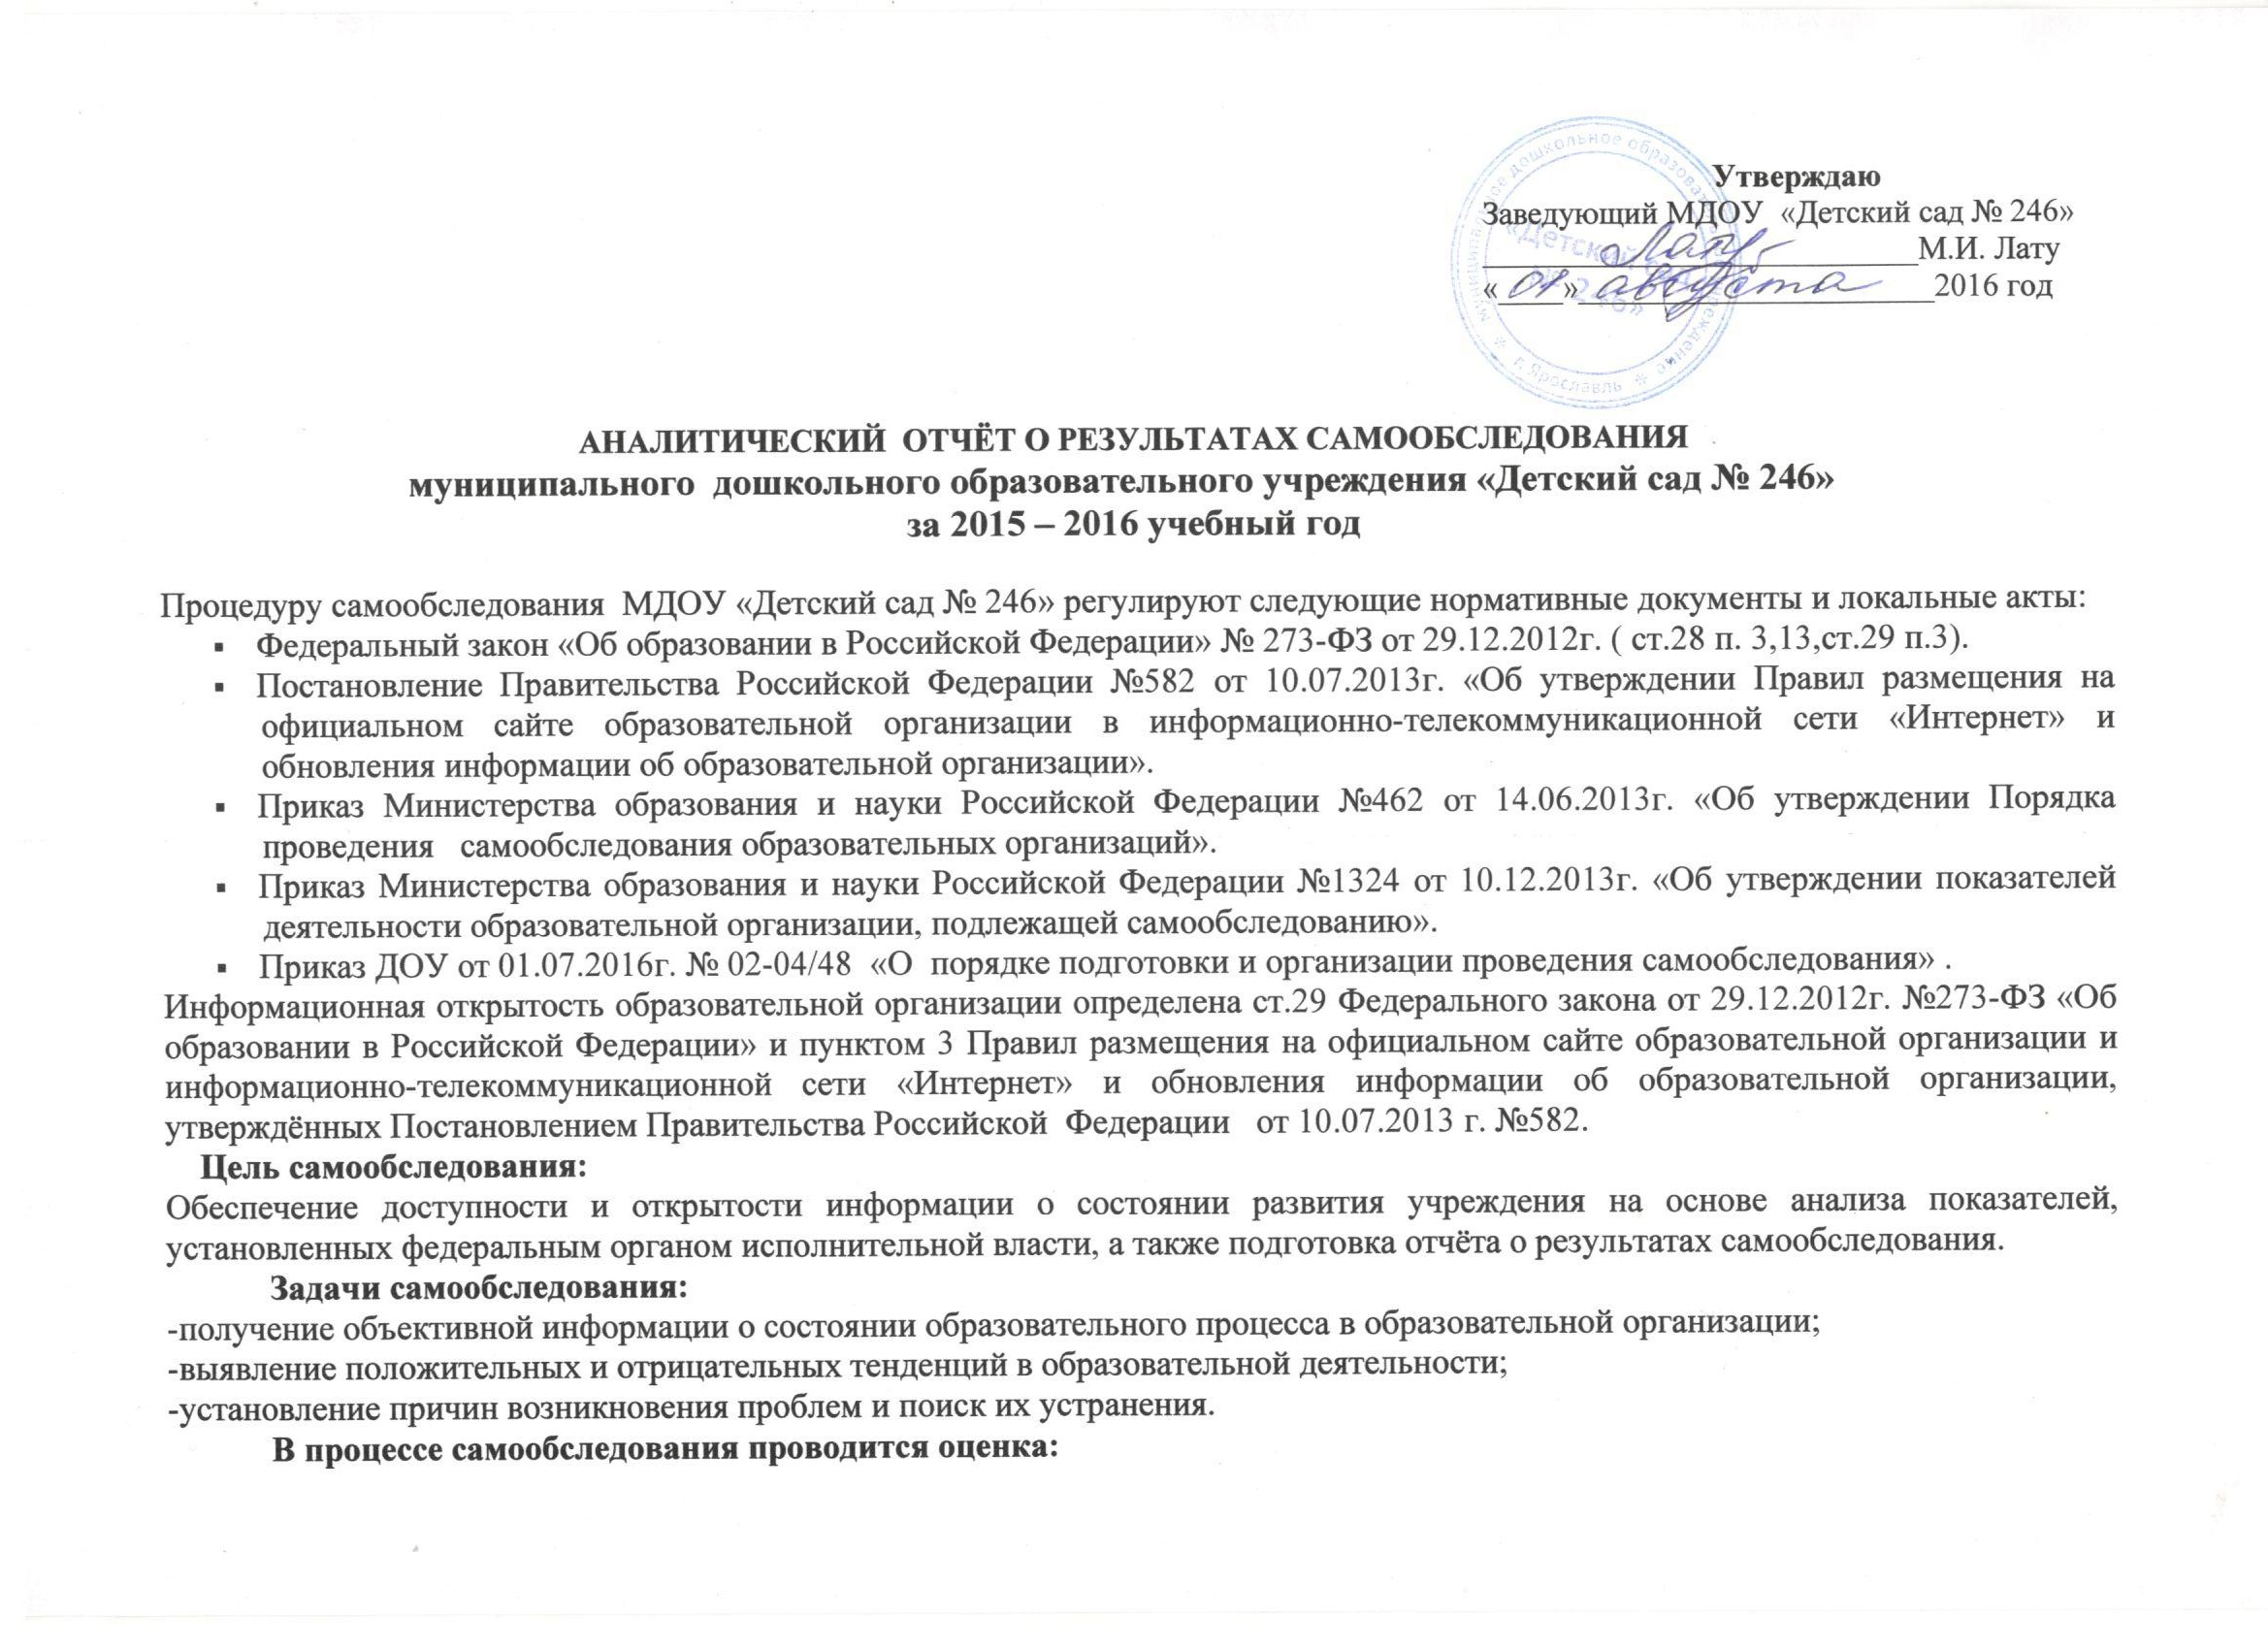 Утверждаю
Заведующий МДОУ «Детский сад № 246»
М.И. Лату
«01» августа 2016 год
муниципальное дошкольное образовательное учреждение
г. Ярославль
«Детский сад
№ 246»
АНАЛИТИЧЕСКИЙ ОТЧЁТ О РЕЗУЛЬТАТАХ САМООБСЛЕДОВАНИЯ
муниципального дошкольного образовательного учреждения «Детский сад № 246»
за 2015 – 2016 учебный год
Процедуру самообследования МДОУ «Детский сад № 246» регулируют следующие нормативные документы и локальные акты:
▪ Федеральный закон «Об образовании в Российской Федерации» № 273-ФЗ от 29.12.2012г. ( ст.28 п. 3,13,ст.29 п.3).
▪ Постановление Правительства Российской Федерации №582 от 10.07.2013г. «Об утверждении Правил размещения на
официальном сайте образовательной организации в информационно-телекоммуникационной сети «Интернет» и
обновления информации об образовательной организации».
▪ Приказ Министерства образования и науки Российской Федерации №462 от 14.06.2013г. «Об утверждении Порядка
проведения самообследования образовательных организаций».
▪ Приказ Министерства образования и науки Российской Федерации №1324 от 10.12.2013г. «Об утверждении показателей
деятельности образовательной организации, подлежащей самообследованию».
▪ Приказ ДОУ от 01.07.2016г. № 02-04/48 «О порядке подготовки и организации проведения самообследования» .
Информационная открытость образовательной организации определена ст.29 Федерального закона от 29.12.2012г. №273-ФЗ «Об
образовании в Российской Федерации» и пунктом 3 Правил размещения на официальном сайте образовательной организации и
информационно-телекоммуникационной сети «Интернет» и обновления информации об образовательной организации,
утверждённых Постановлением Правительства Российской Федерации от 10.07.2013 г. №582.
Цель самообследования:
Обеспечение доступности и открытости информации о состоянии развития учреждения на основе анализа показателей,
установленных федеральным органом исполнительной власти, а также подготовка отчёта о результатах самообследования.
Задачи самообследования:
-получение объективной информации о состоянии образовательного процесса в образовательной организации;
-выявление положительных и отрицательных тенденций в образовательной деятельности;
-установление причин возникновения проблем и поиск их устранения.
В процессе самообследования проводится оценка: